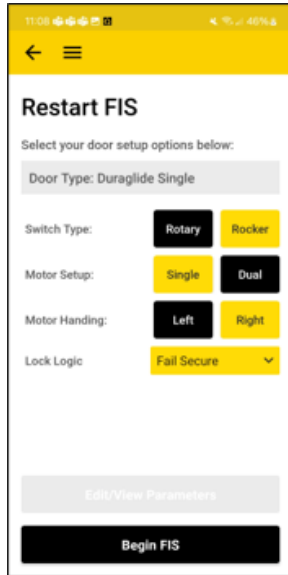 11:08 46%
Restart FIS
Select your door setup options below:
Door Type: Duraglide Single
Switch Type: Rotary Rocker
Motor Setup: Single Dual
Motor Handing: Left Right
Lock Logic Fail Secure
Edit/View Parameters
Begin FIS